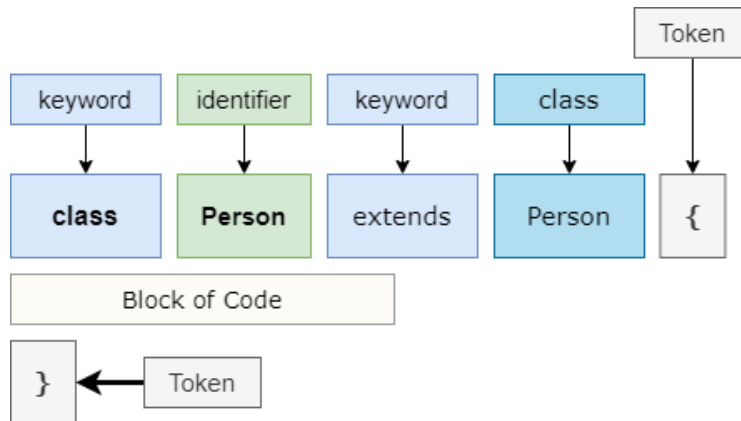 Token
keyword identifier keyword class
class Person extends Person {
Block of Code
} Token